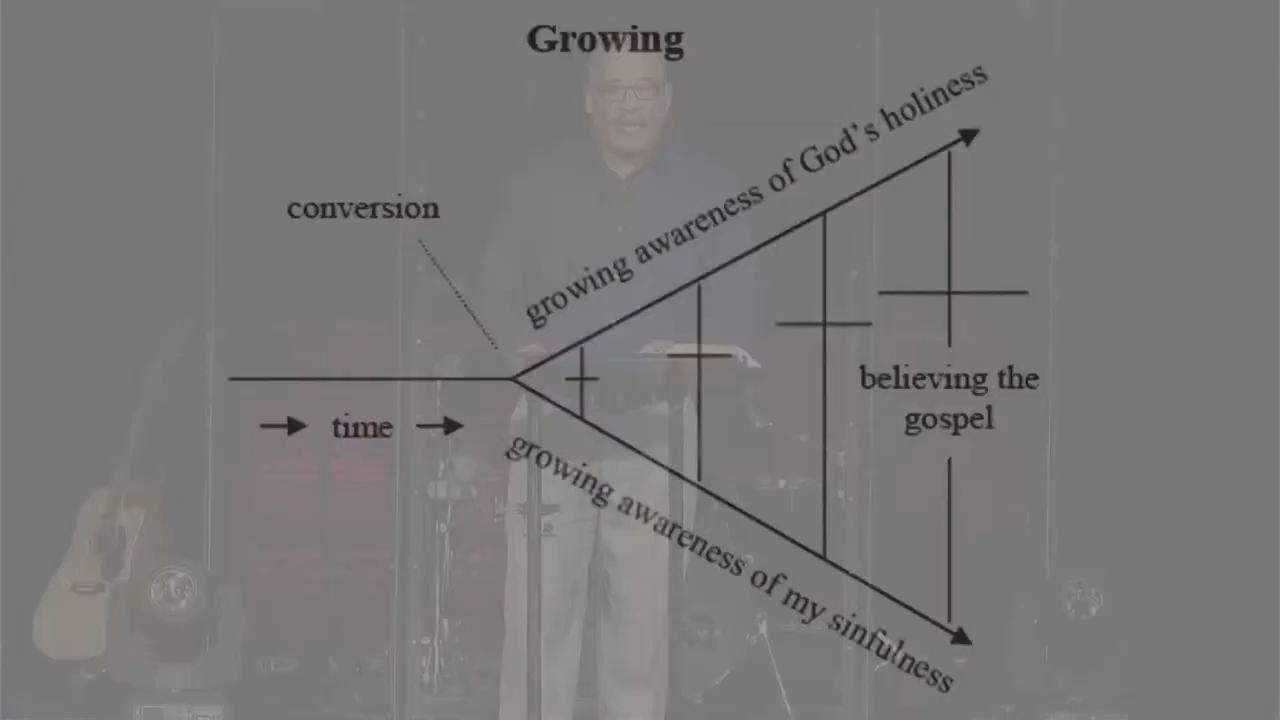 Growing
growing awareness of God's holiness
conversion
time
believing the
gospel
growing awareness of my sinfulness